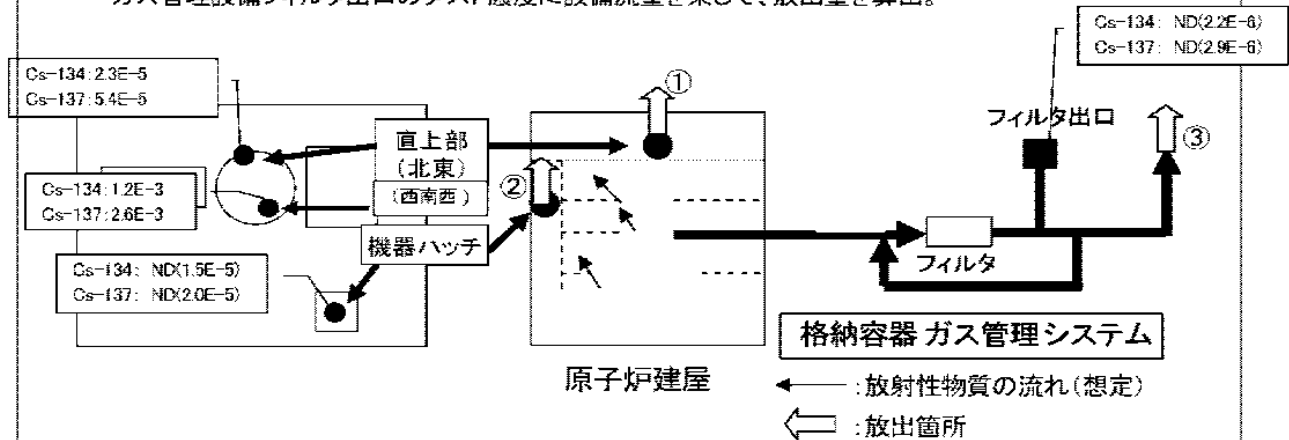 ガス管理設備フィルタ出口のダスト濃度に設備流量を乗じて、放出量を算出。
Cs-134: ND(2.2E-6)
Cs-137: ND(2.9E-6)
Cs-134:2.3E-5
Cs-137:5.4E-5
①
フィルタ出口
③
直上部
(北東)
②
Cs-134:1.2E-3
Cs-137:2.6E-3
(西南西)
機器ハッチ
フィルタ
Cs-134: ND(1.5E-5)
Cs-137: ND(2.0E-5)
格納容器 ガス管理システム
原子炉建屋
:放射性物質の流れ(想定)
:放出箇所